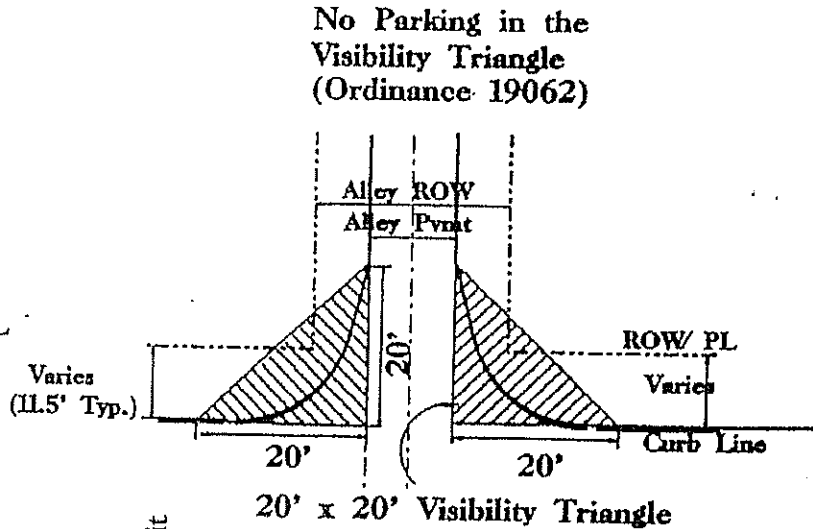 No Parking in the
Visibility Triangle
(Ordinance 19062)
Alley ROW
Alley Pvmt
20'
ROW/ PL
Varies
(11.5' Typ.)
Varies
20'
20'
Curb Line
20' x 20' Visibility Triangle